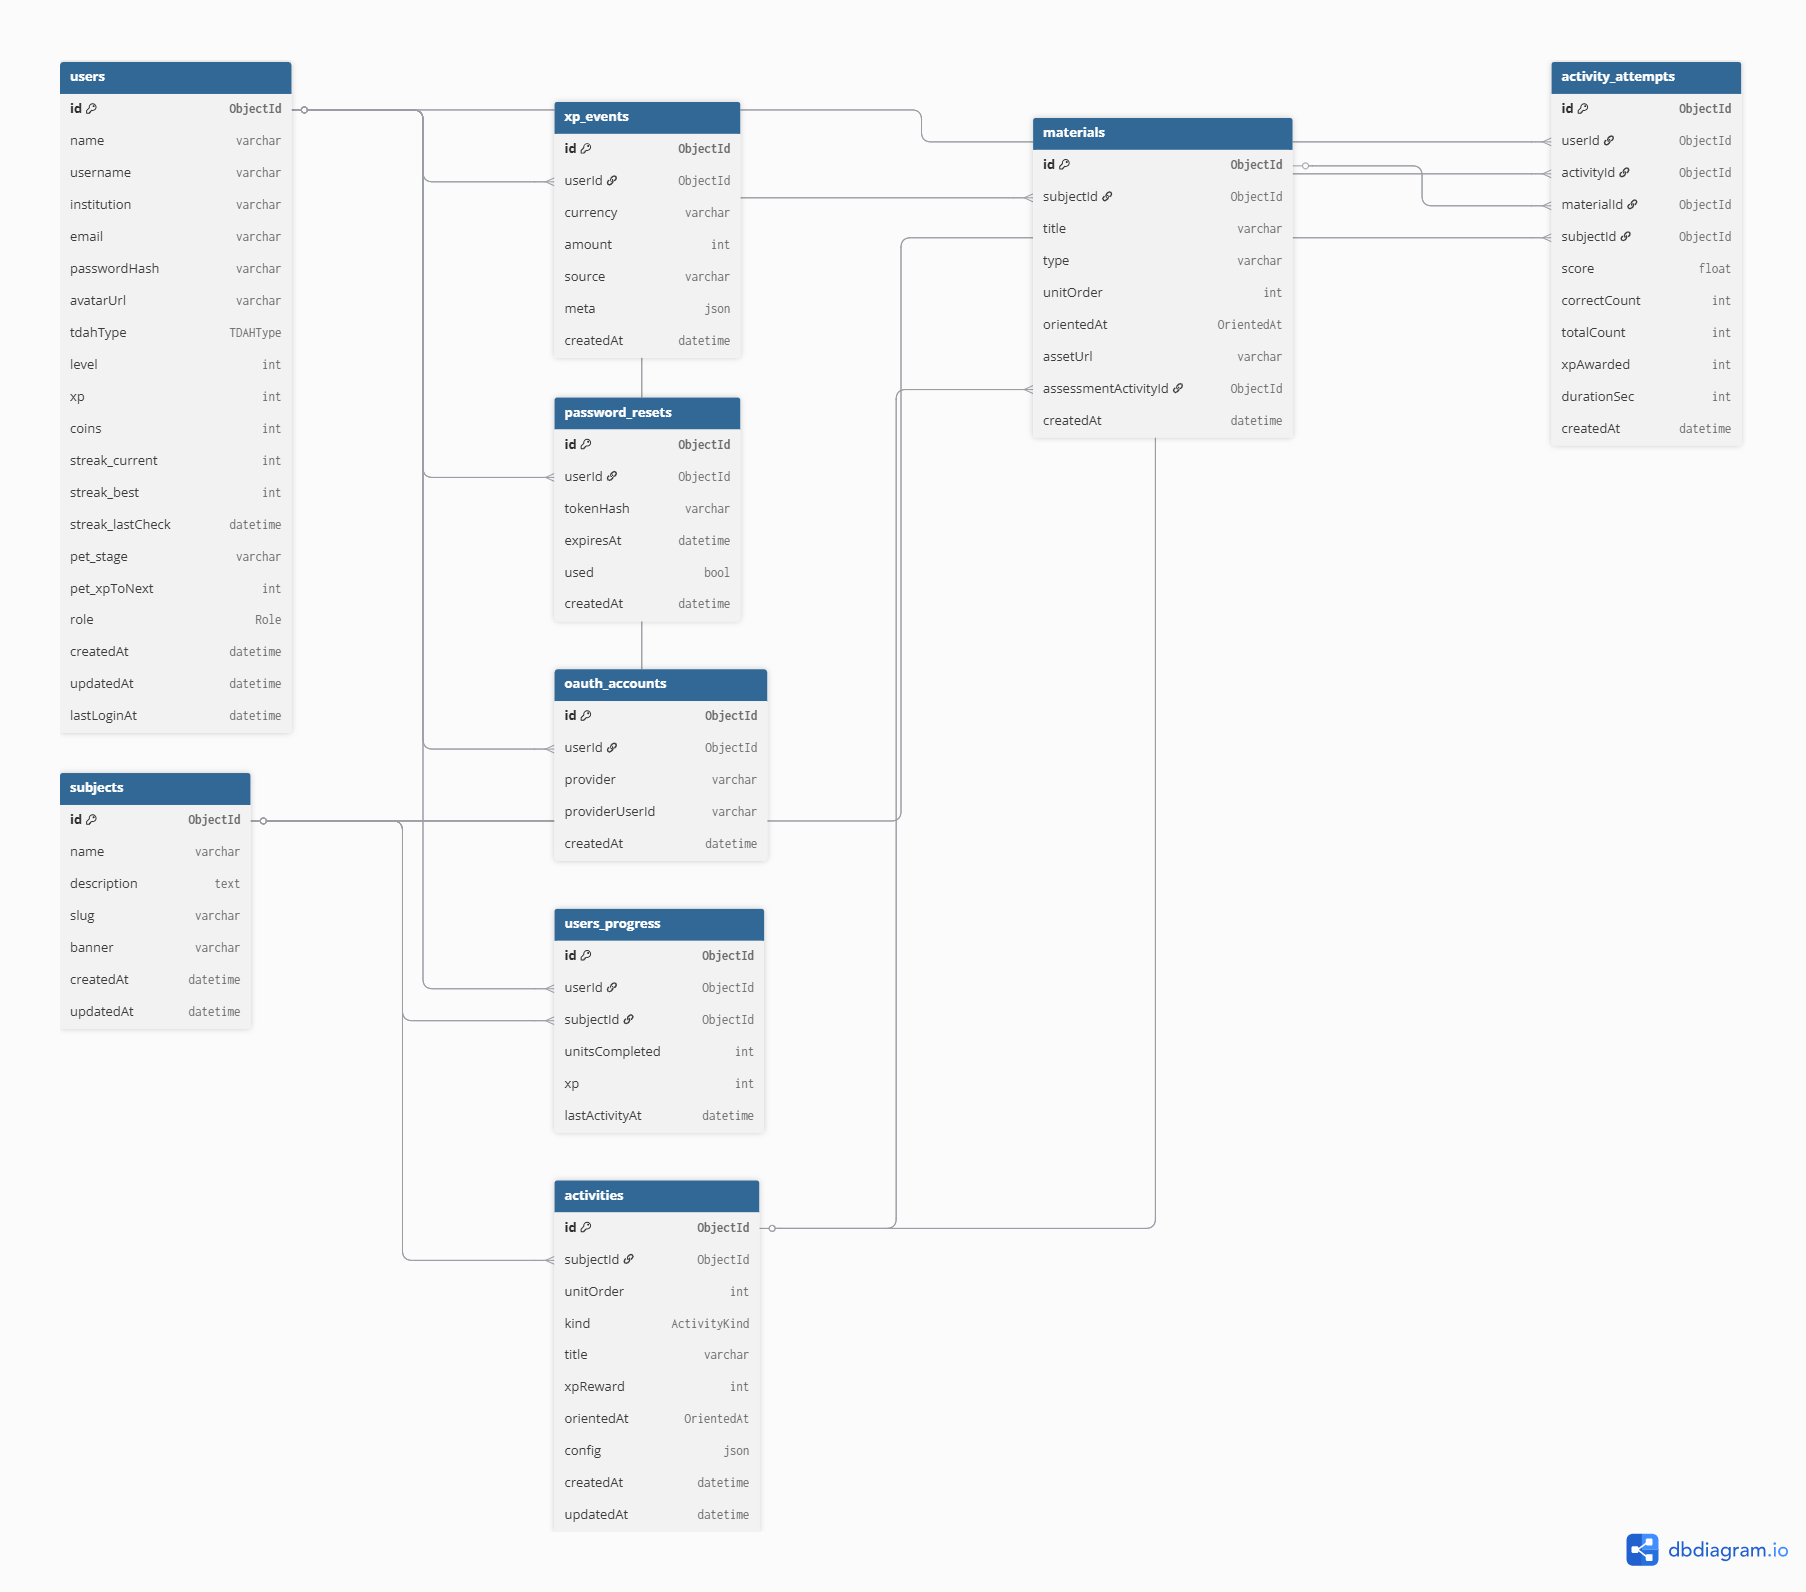 users
id ObjectId
name varchar
username varchar
institution varchar
email varchar
passwordHash varchar
avatarUrl varchar
tdahType TDAHType
level int
xp int
coins int
streak_current int
streak_best int
streak_lastCheck datetime
pet_stage varchar
pet_xpToNext int
role Role
createdAt datetime
updatedAt datetime
lastLoginAt datetime
subjects
id ObjectId
name varchar
description text
slug varchar
banner varchar
createdAt datetime
updatedAt datetime
xp_events
id ObjectId
userId ObjectId
currency varchar
amount int
source varchar
meta json
createdAt datetime
password_resets
id ObjectId
userId ObjectId
tokenHash varchar
expiresAt datetime
used bool
createdAt datetime
oauth_accounts
id ObjectId
userId ObjectId
provider varchar
providerUserId varchar
createdAt datetime
users_progress
id ObjectId
userId ObjectId
subjectId ObjectId
unitsCompleted int
xp int
lastActivityAt datetime
activities
id ObjectId
subjectId ObjectId
unitOrder int
kind ActivityKind
title varchar
xpReward int
orientedAt OrientedAt
config json
createdAt datetime
updatedAt datetime
materials
id ObjectId
subjectId ObjectId
title varchar
type varchar
unitOrder int
orientedAt OrientedAt
assetUrl varchar
assessmentActivityId ObjectId
createdAt datetime
activity_attempts
id ObjectId
userId ObjectId
activityId ObjectId
materialId ObjectId
subjectId ObjectId
score float
correctCount int
totalCount int
xpAwarded int
durationSec int
createdAt datetime
dbdiagram.io